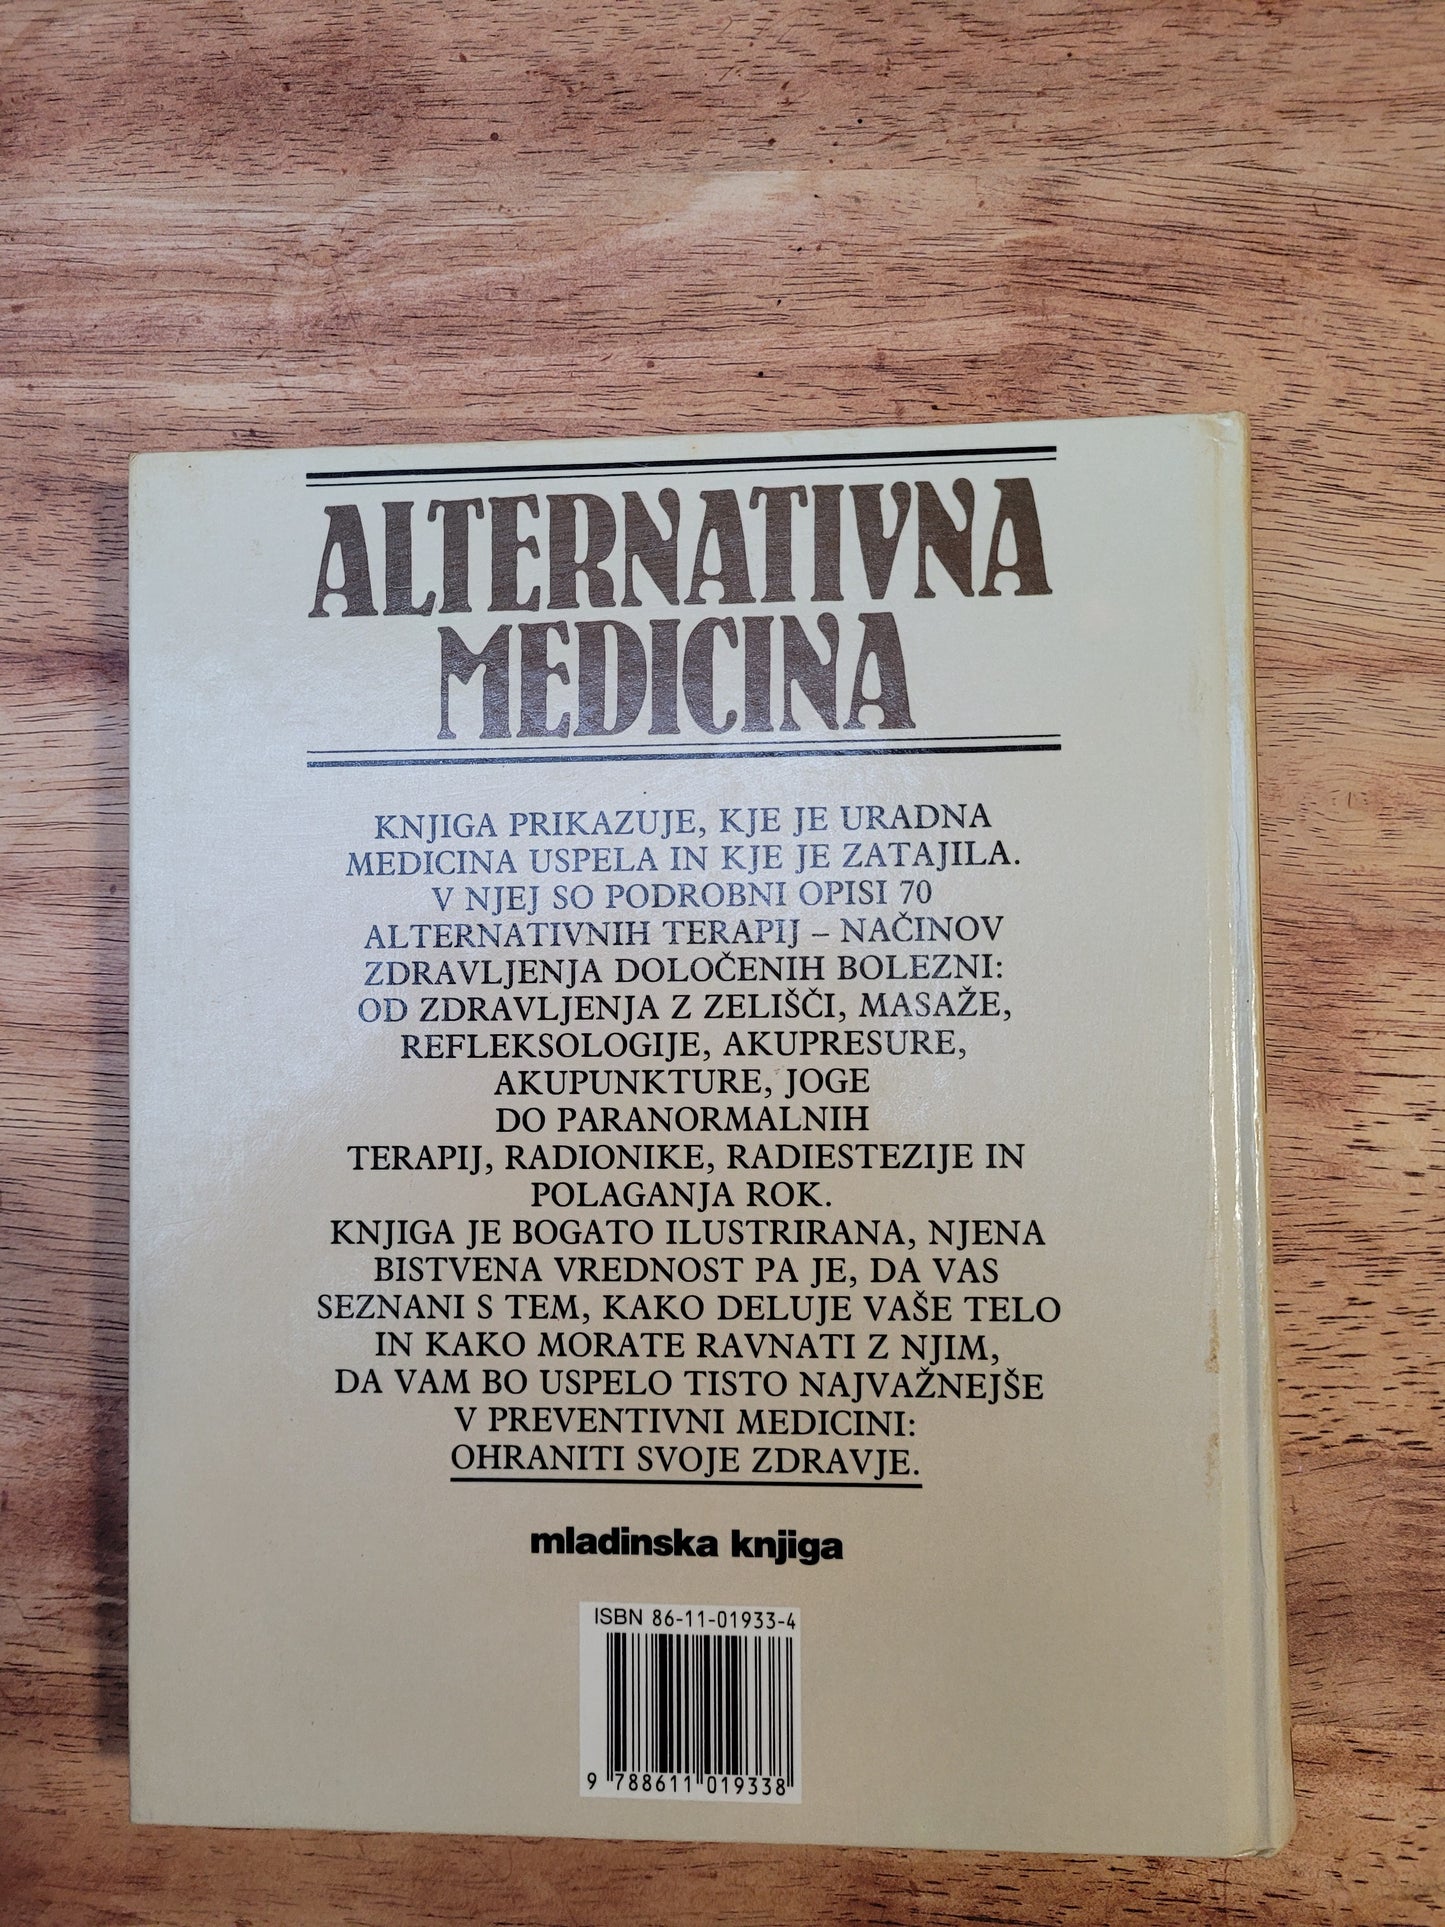 ALTERNATIVNA
MEDICINA
KNJIGA PRIKAZUJE, KJE JE URADNA
MEDICINA USPELA IN KJE JE ZATAJILA.
V NJEJ SO PODROBNI OPISI 70
ALTERNATIVNIH TERAPIJ – NAČINOV
ZDRAVLJENJA DOLOČENIH BOLEZNI:
OD ZDRAVLJENJA Z ZELIŠČI, MASAŽE,
REFLEKSOLOGIJE, AKUPRESURE,
AKUPUNKTURE, JOGE
DO PARANORMALNIH
TERAPIJ, RADIONIKE, RADIESTEZIJE IN
POLAGANJA ROK.
KNJIGA JE BOGATO ILUSTRIRANA, NJENA
BISTVENA VREDNOST PA JE, DA VAS
SEZNANI S TEM, KAKO DELUJE VAŠE TELO
IN KAKO MORATE RAVNATI Z NJIM,
DA VAM BO USPELO TISTO NAJVAŽNEJŠE
V PREVENTIVNI MEDICINI:
OHRANITI SVOJE ZDRAVJE.
mladinska knjiga
ISBN 86-11-01933-4
9 788611 019338